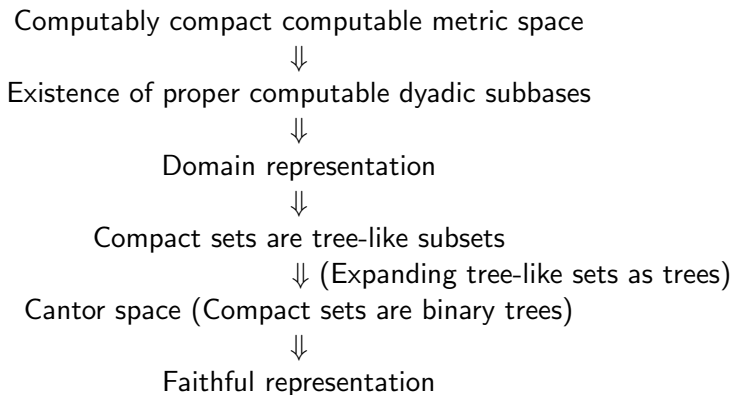 Computably compact computable metric space
⇓
Existence of proper computable dyadic subbases
⇓
Domain representation
⇓
Compact sets are tree-like subsets
⇓ (Expanding tree-like sets as trees)
Cantor space (Compact sets are binary trees)
⇓
Faithful representation